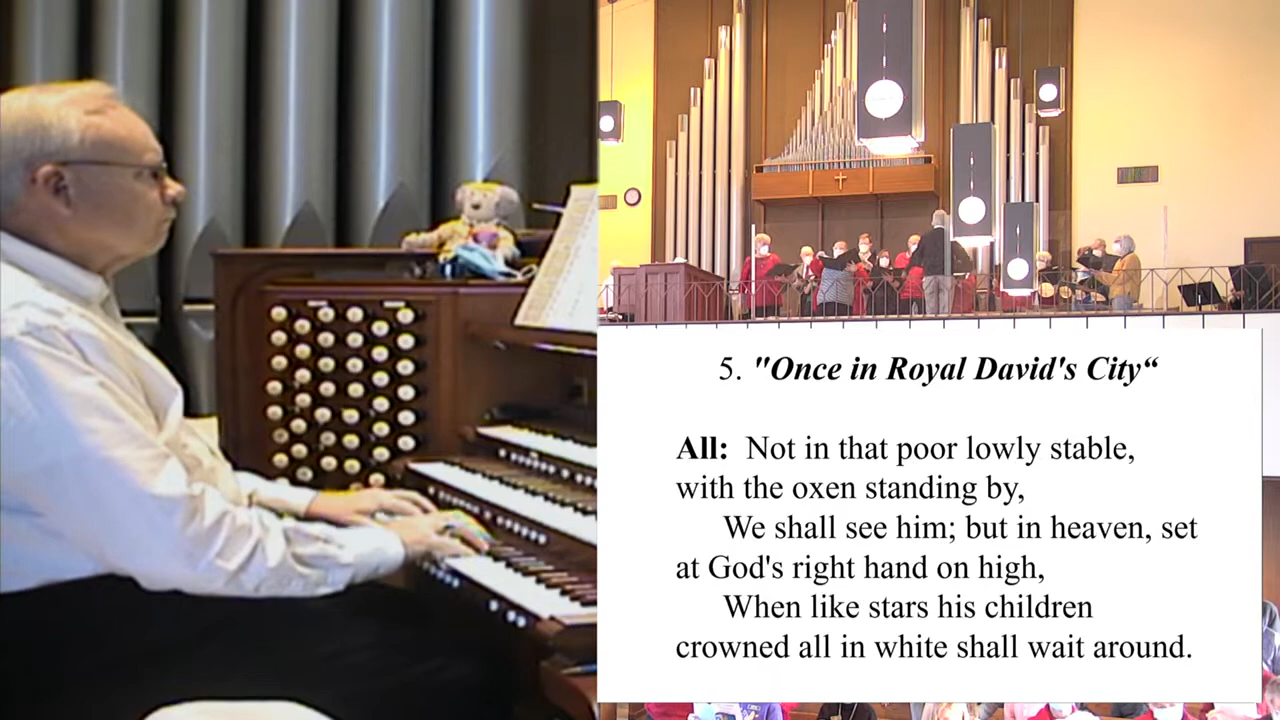 5. "Once in Royal David's City“
All: Not in that poor lowly stable,
with the oxen standing by,
We shall see him; but in heaven, set
at God's right hand on high,
When like stars his children
crowned all in white shall wait around.